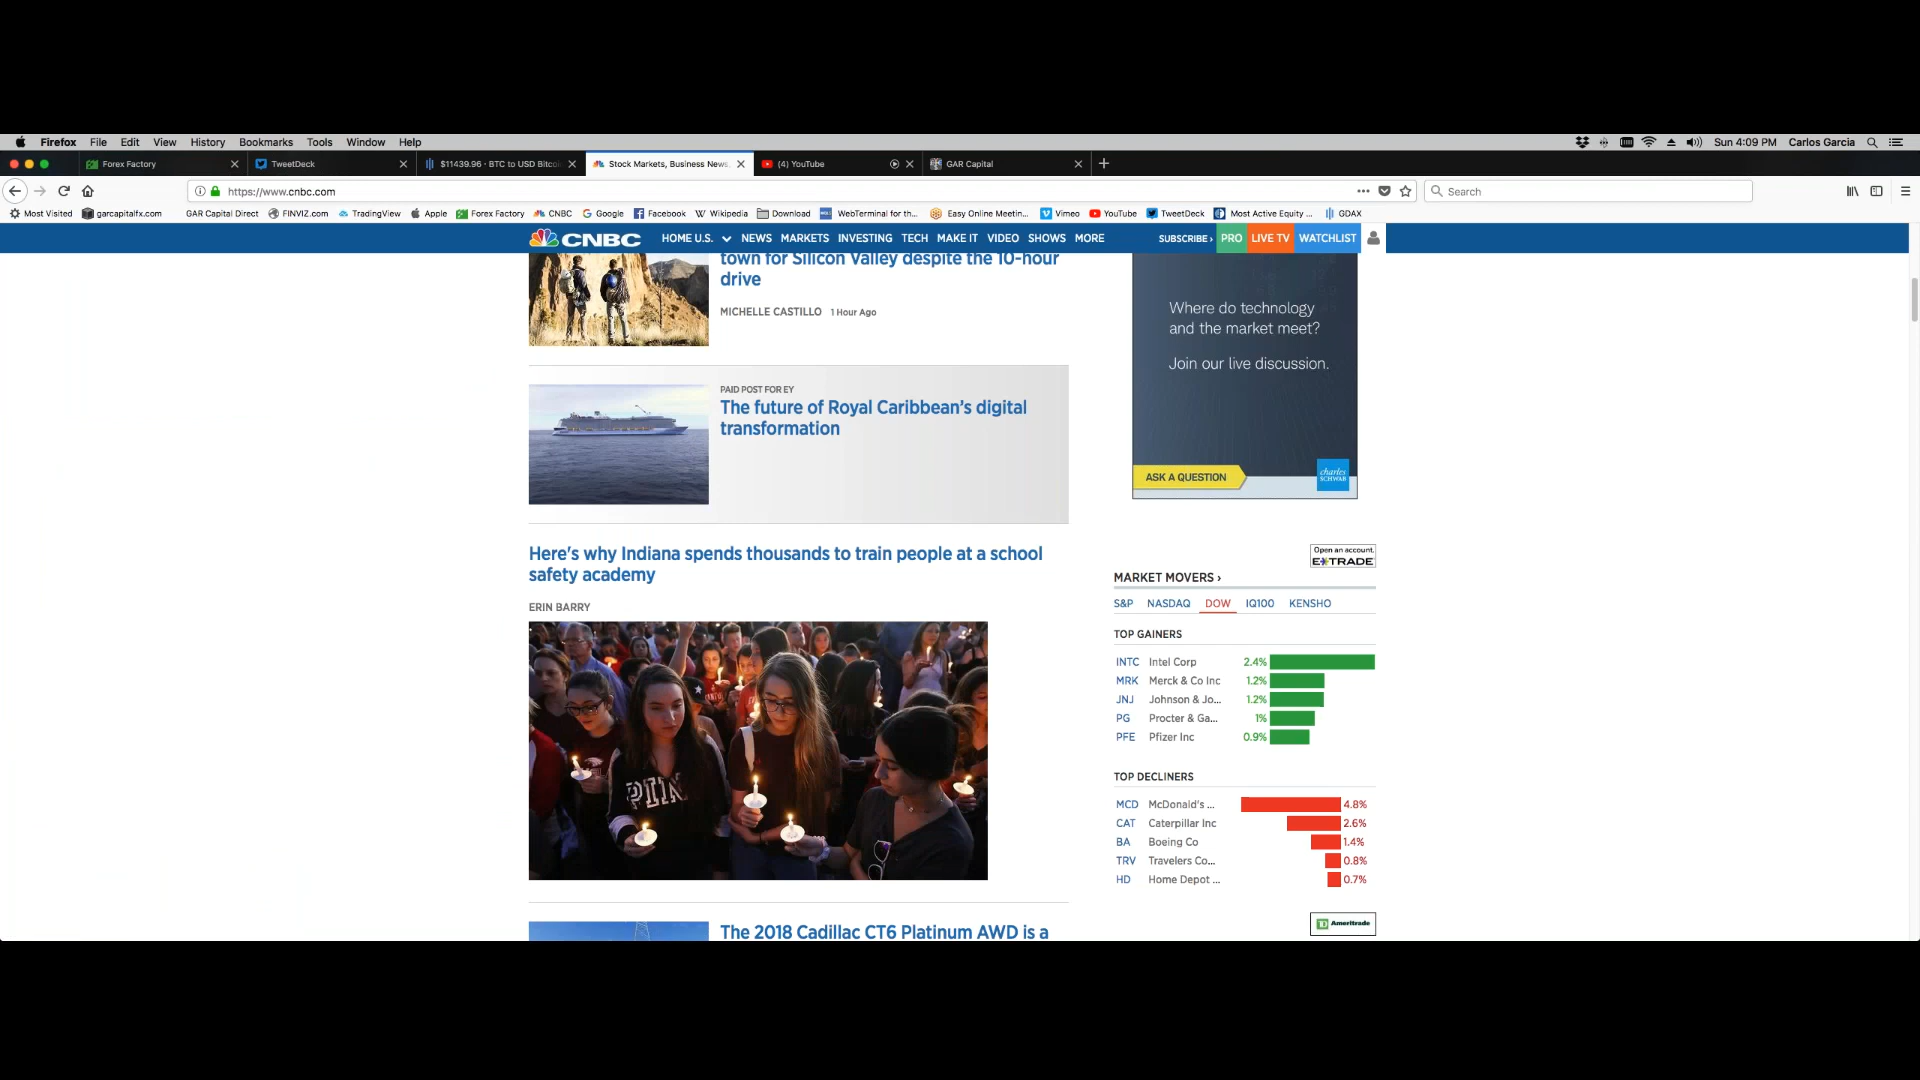 Firefox File Edit View History Bookmarks Tools Window Help Sun 4:09 PM Carlos Garcia
Forex Factory TweetDeck $11439.96 · BTC to USD Bitcoi Stock Markets, Business News, (4) YouTube GAR Capital
https://www.cnbc.com Search
Most Visited garcapitalfx.com GAR Capital Direct FINVIZ.com TradingView Apple Forex Factory CNBC Google Facebook Wikipedia Download WebTerminal for th... Easy Online Meetin... Vimeo YouTube TweetDeck Most Active Equity ... GDAX
CNBC HOME U.S. NEWS MARKETS INVESTING TECH MAKE IT VIDEO SHOWS MORE SUBSCRIBE › PRO LIVE TV WATCHLIST
town for Silicon Valley despite the 10-hour
drive
MICHELLE CASTILLO 1 Hour Ago
PAID POST FOR EY
The future of Royal Caribbean's digital
transformation
Here's why Indiana spends thousands to train people at a school
safety academy
ERIN BARRY
PINK
The 2018 Cadillac CT6 Platinum AWD is a
Where do technology
and the market meet?
Join our live discussion.
ASK A QUESTION
charles
SCHWAB
Open an account.
E*TRADE
MARKET MOVERS ›
S&P NASDAQ DOW IQ100 KENSHO
TOP GAINERS
INTC Intel Corp 2.4%
MRK Merck & Co Inc 1.2%
JNJ Johnson & Jo... 1.2%
PG Procter & Ga... 1%
PFE Pfizer Inc 0.9%
TOP DECLINERS
MCD McDonald's ... 4.8%
CAT Caterpillar Inc 2.6%
BA Boeing Co 1.4%
TRV Travelers Co... 0.8%
HD Home Depot ... 0.7%
TD Ameritrade